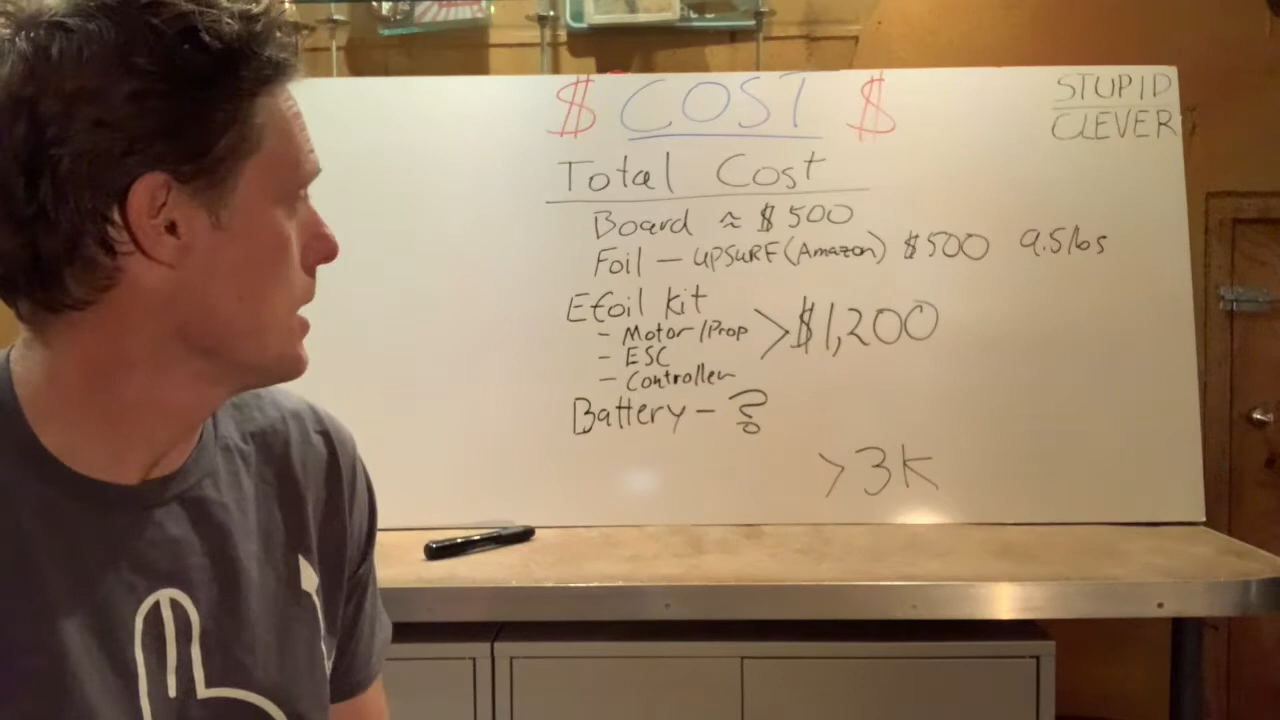 $ COST $
STUPID
CLEVER
Total Cost
Board ≈ $500
Foil - UPSURF (Amazon) $500 9.5lbs
Efoil kit
- Motor/Prop >$1,200
- ESC
- Controller
Battery - ?
>3K